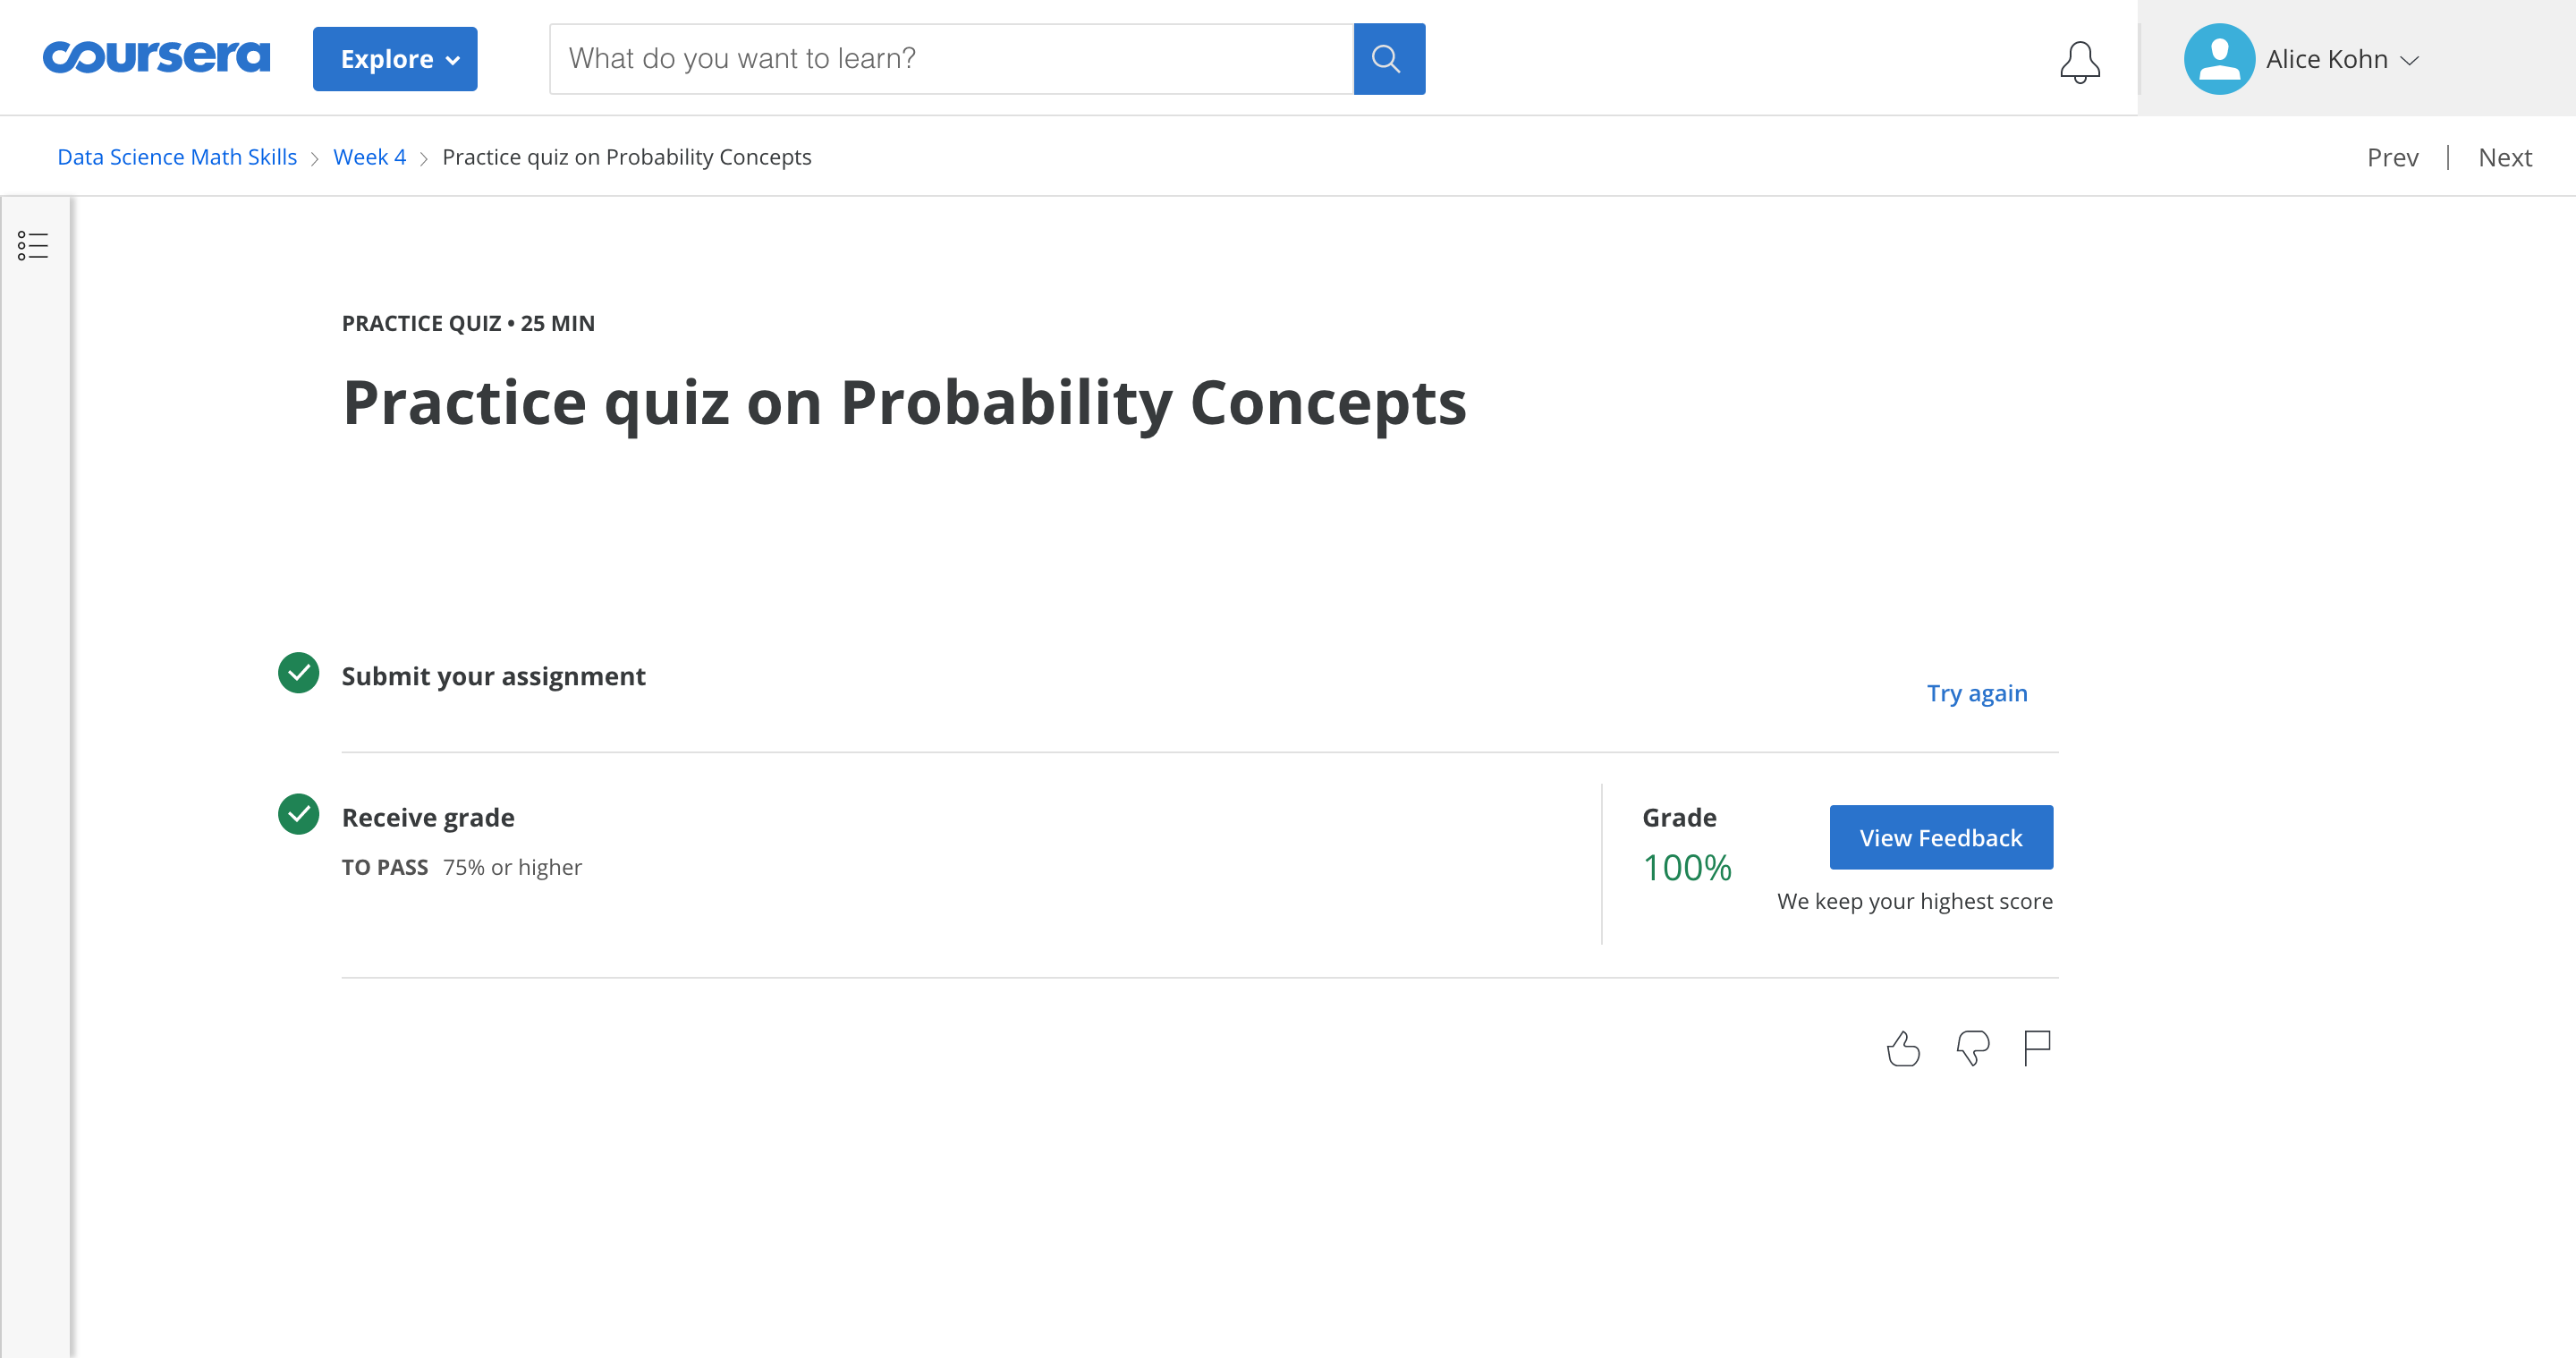 coursera
Explore
What do you want to learn?
Alice Kohn
Data Science Math Skills > Week 4 > Practice quiz on Probability Concepts
Prev | Next
PRACTICE QUIZ • 25 MIN
Practice quiz on Probability Concepts
Submit your assignment
Try again
Receive grade
TO PASS 75% or higher
Grade
100%
View Feedback
We keep your highest score